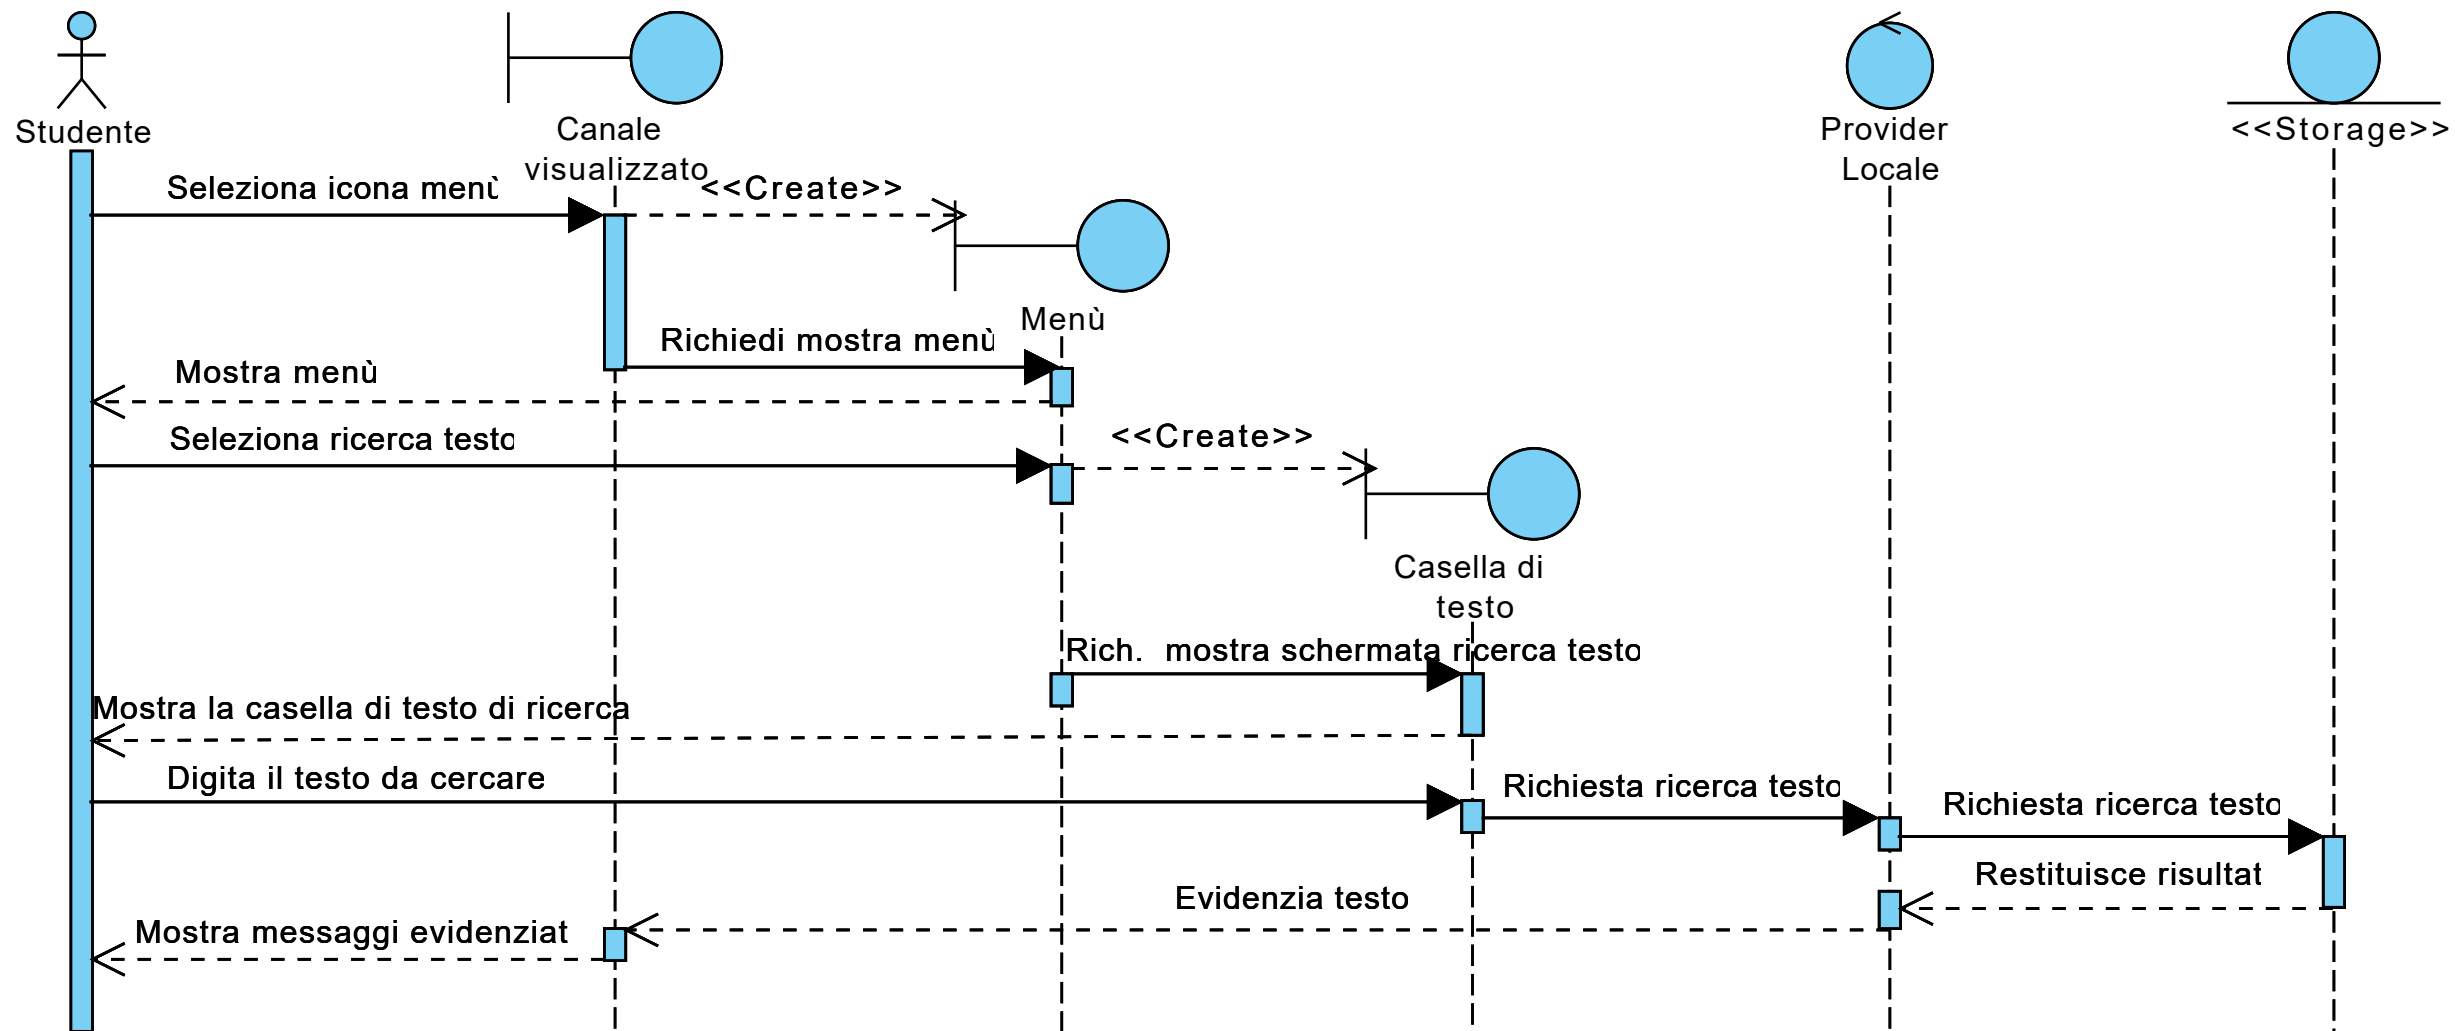 Studente
Canale
visualizzato
Provider
Locale
<<Storage>>
Seleziona icona menù
<<Create>>
Menù
Richiedi mostra menù
Mostra menù
Seleziona ricerca testo
<<Create>>
Casella di
testo
Rich. mostra schermata ricerca testo
Mostra la casella di testo di ricerca
Digita il testo da cercare
Richiesta ricerca testo
Richiesta ricerca testo
Restituisce risultat
Evidenzia testo
Mostra messaggi evidenziat